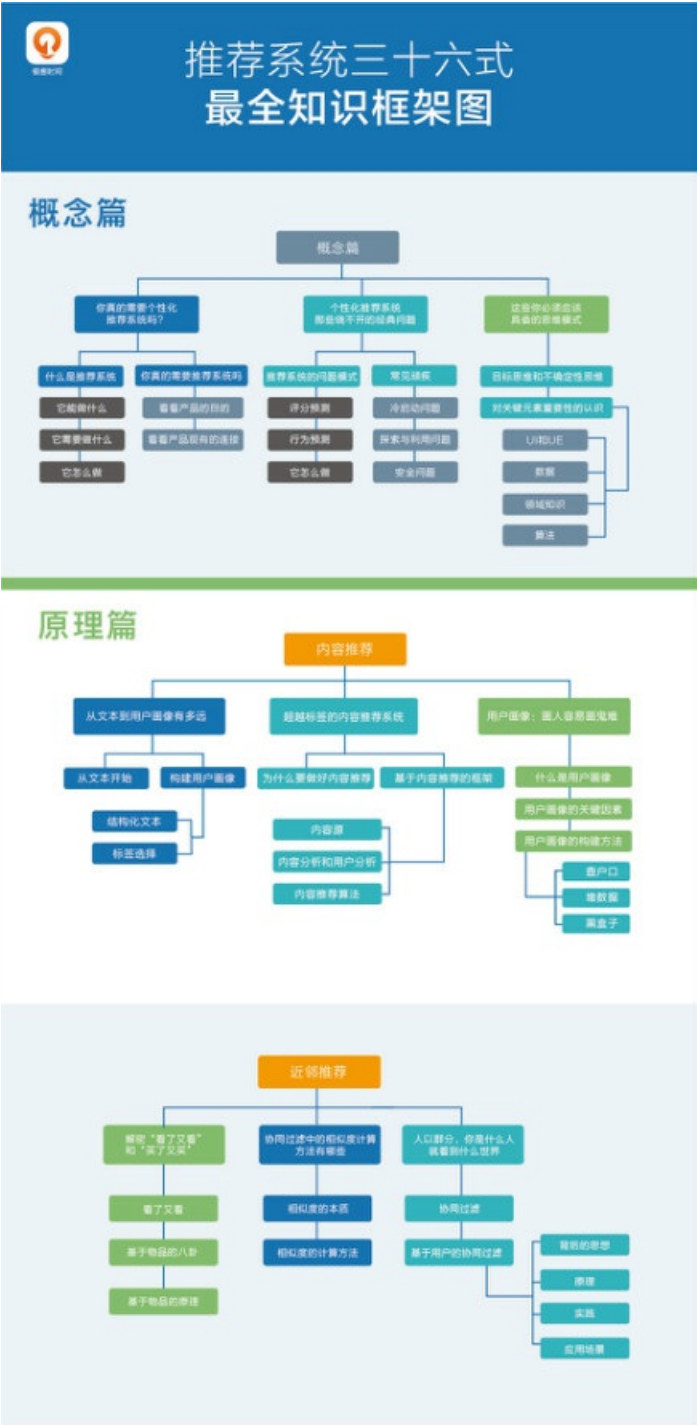 极客时间
推荐系统三十六式
最全知识框架图
概念篇
概念篇
你真的需要个性化
推荐系统吗?
个性化推荐系统
那些绕不开的经典问题
这些你必须应该
具备的思维模式
什么是推荐系统
你真的需要推荐系统吗
推荐系统的问题模式
常见顽疾
目标思维和不确定性思维
它能做什么
看看产品的目的
评分预测
冷启动问题
对关键元素重要性的认识
它需要做什么
看看产品现有的连接
行为预测
探索与利用问题
UI和UE
它怎么做
它怎么做
安全问题
数据
领域知识
算法
原理篇
内容推荐
从文本到用户画像有多远
超越标签的内容推荐系统
用户画像:画人容易画鬼难
从文本开始
构建用户画像
为什么要做好内容推荐
基于内容推荐的框架
什么是用户画像
用户画像的关键因素
结构化文本
内容源
用户画像的构建方法
标签选择
内容分析和用户分析
查户口
内容推荐算法
堆数据
黑盒子
近邻推荐
解密“看了又看”
和“买了又买”
协同过滤中的相似度计算
方法有哪些
人以群分,你是什么人
就看到什么世界
看了又看
相似度的本质
协同过滤
基于物品的八卦
相似度的计算方法
基于用户的协同过滤
背后的思想
原理
基于物品的原理
实践
应用场景